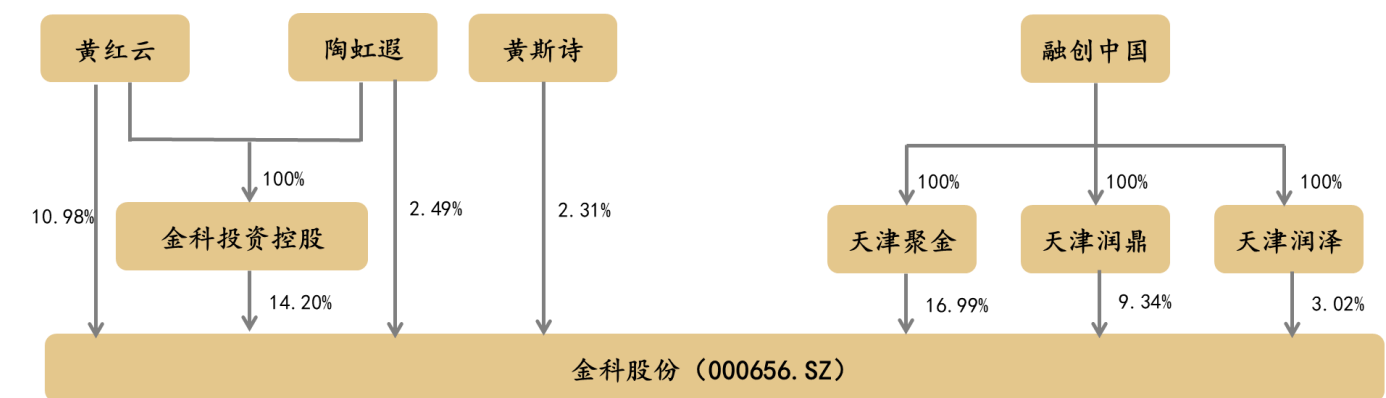 黄红云
陶虹遐
黄斯诗
融创中国
100%
100%
100%
100%
10.98%
2.49%
2.31%
金科投资控股
天津聚金
天津润鼎
天津润泽
14.20%
16.99%
9.34%
3.02%
金科股份（000656.SZ）